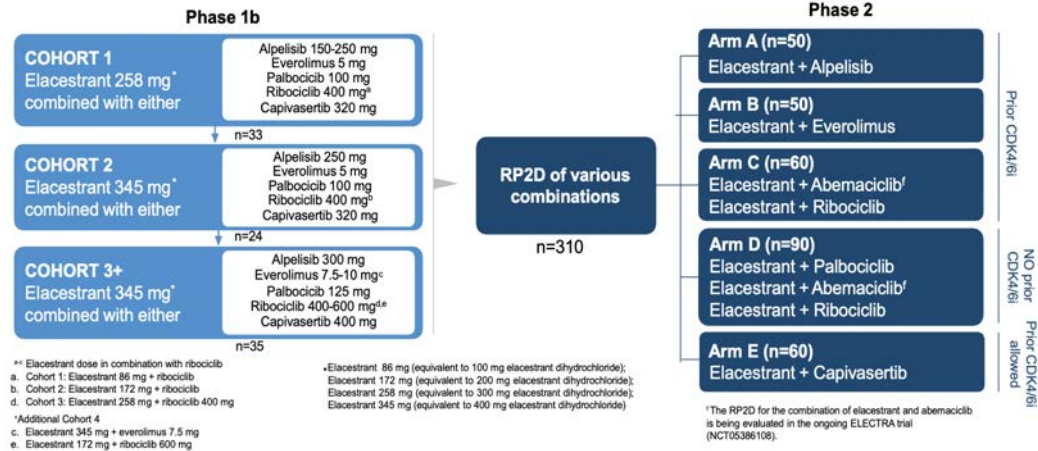 Phase 1b
COHORT 1
Elacestrant 258 mg*
combined with either
Alpelisib 150-250 mg
Everolimus 5 mg
Palbocicib 100 mg
Ribociclib 400 mgᵃ
Capivasertib 320 mg
n=33
COHORT 2
Elacestrant 345 mg*
combined with either
Alpelisib 250 mg
Everolimus 5 mg
Palbocicib 100 mg
Ribociclib 400 mgᵇ
Capivasertib 320 mg
n=24
COHORT 3+
Elacestrant 345 mg*
combined with either
Alpelisib 300 mg
Everolimus 7.5-10 mgᶜ
Palbocicib 125 mg
Ribociclib 400-600 mgᵈ,ᵉ
Capivasertib 400 mg
n=35
RP2D of various
combinations
n=310
Phase 2
Arm A (n=50)
Elacestrant + Alpelisib
Arm B (n=50)
Elacestrant + Everolimus
Arm C (n=60)
Elacestrant + Abemaciclibᶠ
Elacestrant + Ribociclib
Prior CDK4/6i
Arm D (n=90)
Elacestrant + Palbociclib
Elacestrant + Abemaciclibᶠ
Elacestrant + Ribociclib
NO prior
CDK4/6i
Arm E (n=60)
Elacestrant + Capivasertib
Prior CDK4/6i
allowed
ᵃ⁻ᶜ Elacestrant dose in combination with ribociclib
a. Cohort 1: Elacestrant 86 mg + ribociclib
b. Cohort 2: Elacestrant 172 mg + ribociclib
d. Cohort 3: Elacestrant 258 mg + ribociclib 400 mg
*Additional Cohort 4
c. Elacestrant 345 mg + everolimus 7.5 mg
e. Elacestrant 172 mg + ribociclib 600 mg
*Elacestrant 86 mg (equivalent to 100 mg elacestrant dihydrochloride);
Elacestrant 172 mg (equivalent to 200 mg elacestrant dihydrochloride);
Elacestrant 258 mg (equivalent to 300 mg elacestrant dihydrochloride);
Elacestrant 345 mg (equivalent to 400 mg elacestrant dihydrochloride)
ᶠThe RP2D for the combination of elacestrant and abemaciclib
is being evaluated in the ongoing ELECTRA trial
(NCT05386108).